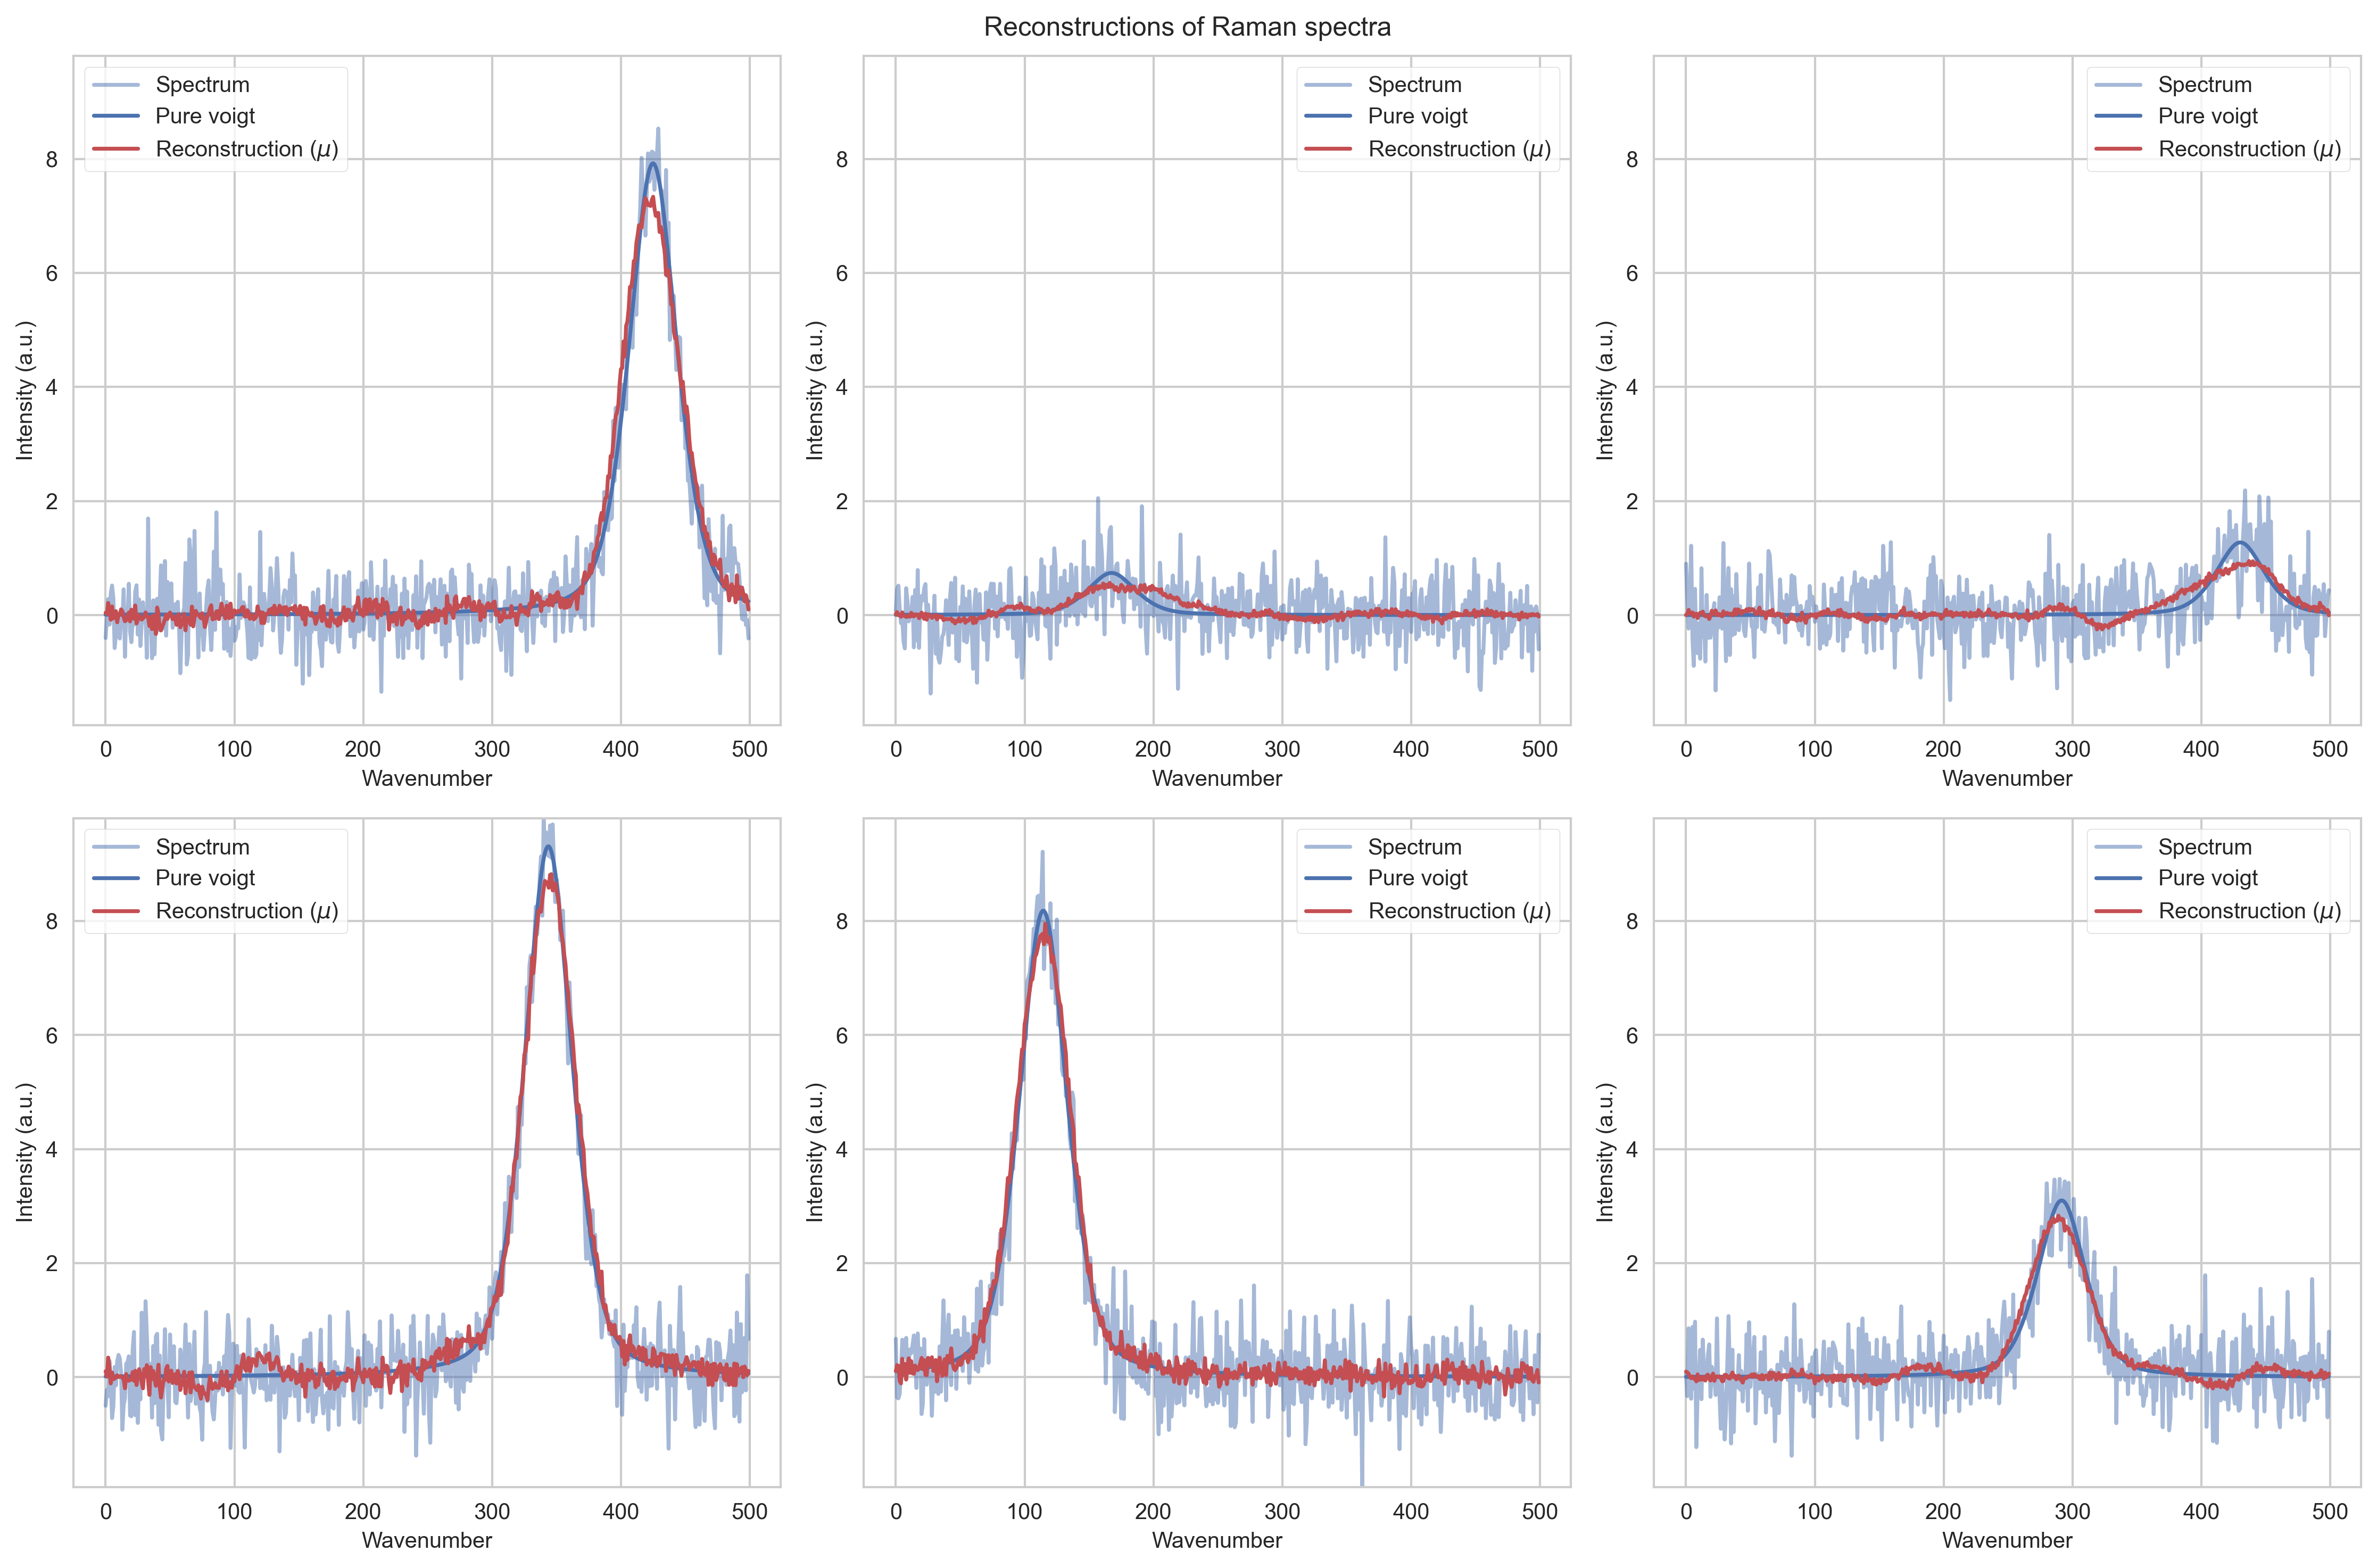 Reconstructions of Raman spectra
Spectrum
Pure voigt
Reconstruction (μ)
8
6
4
2
0
Intensity (a.u.)
0 100 200 300 400 500
Wavenumber
Spectrum
Pure voigt
Reconstruction (μ)
8
6
4
2
0
Intensity (a.u.)
0 100 200 300 400 500
Wavenumber
Spectrum
Pure voigt
Reconstruction (μ)
8
6
4
2
0
Intensity (a.u.)
0 100 200 300 400 500
Wavenumber
Spectrum
Pure voigt
Reconstruction (μ)
8
6
4
2
0
Intensity (a.u.)
0 100 200 300 400 500
Wavenumber
Spectrum
Pure voigt
Reconstruction (μ)
8
6
4
2
0
Intensity (a.u.)
0 100 200 300 400 500
Wavenumber
Spectrum
Pure voigt
Reconstruction (μ)
8
6
4
2
0
Intensity (a.u.)
0 100 200 300 400 500
Wavenumber